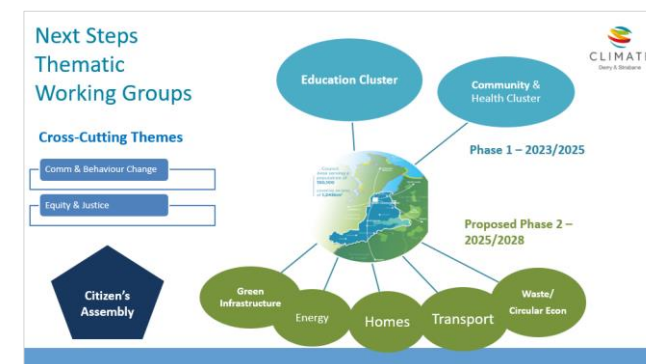 Next Steps
Thematic
Working Groups
Cross-Cutting Themes
Comm & Behaviour Change
Equity & Justice
Citizen's
Assembly
Education Cluster
Community &
Health Cluster
CLIMATE
Derry & Strabane
Phase 1 – 2023/2025
Proposed Phase 2 –
2025/2028
Green
Infrastructure
Energy
Homes
Transport
Waste/
Circular Econ